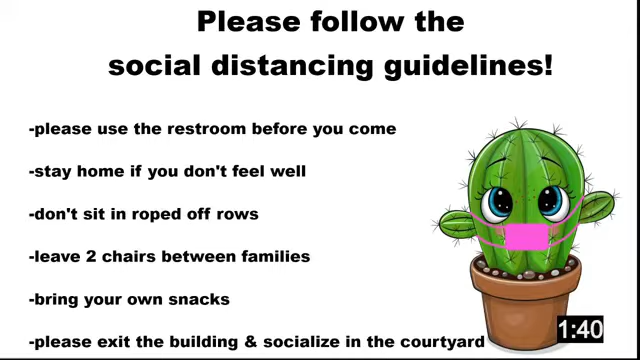 Please follow the
social distancing guidelines!
-please use the restroom before you come
-stay home if you don't feel well
-don't sit in roped off rows
-leave 2 chairs between families
-bring your own snacks
-please exit the building & socialize in the courtyard
1:40